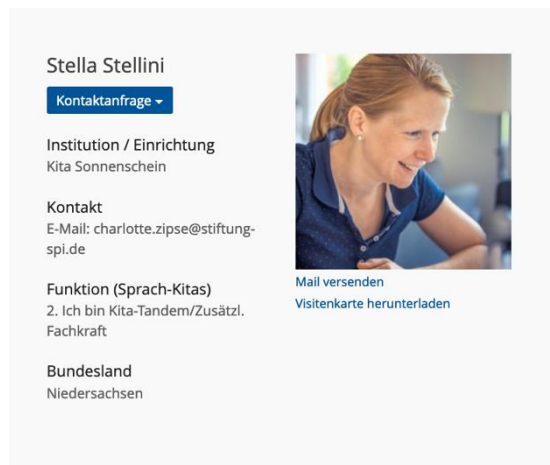 Stella Stellini
Kontaktanfrage
Institution / Einrichtung
Kita Sonnenschein
Kontakt
E-Mail: charlotte.zipse@stiftung-
spi.de
Funktion (Sprach-Kitas)
2. Ich bin Kita-Tandem/Zusätzl.
Fachkraft
Bundesland
Niedersachsen
Mail versenden
Visitenkarte herunterladen